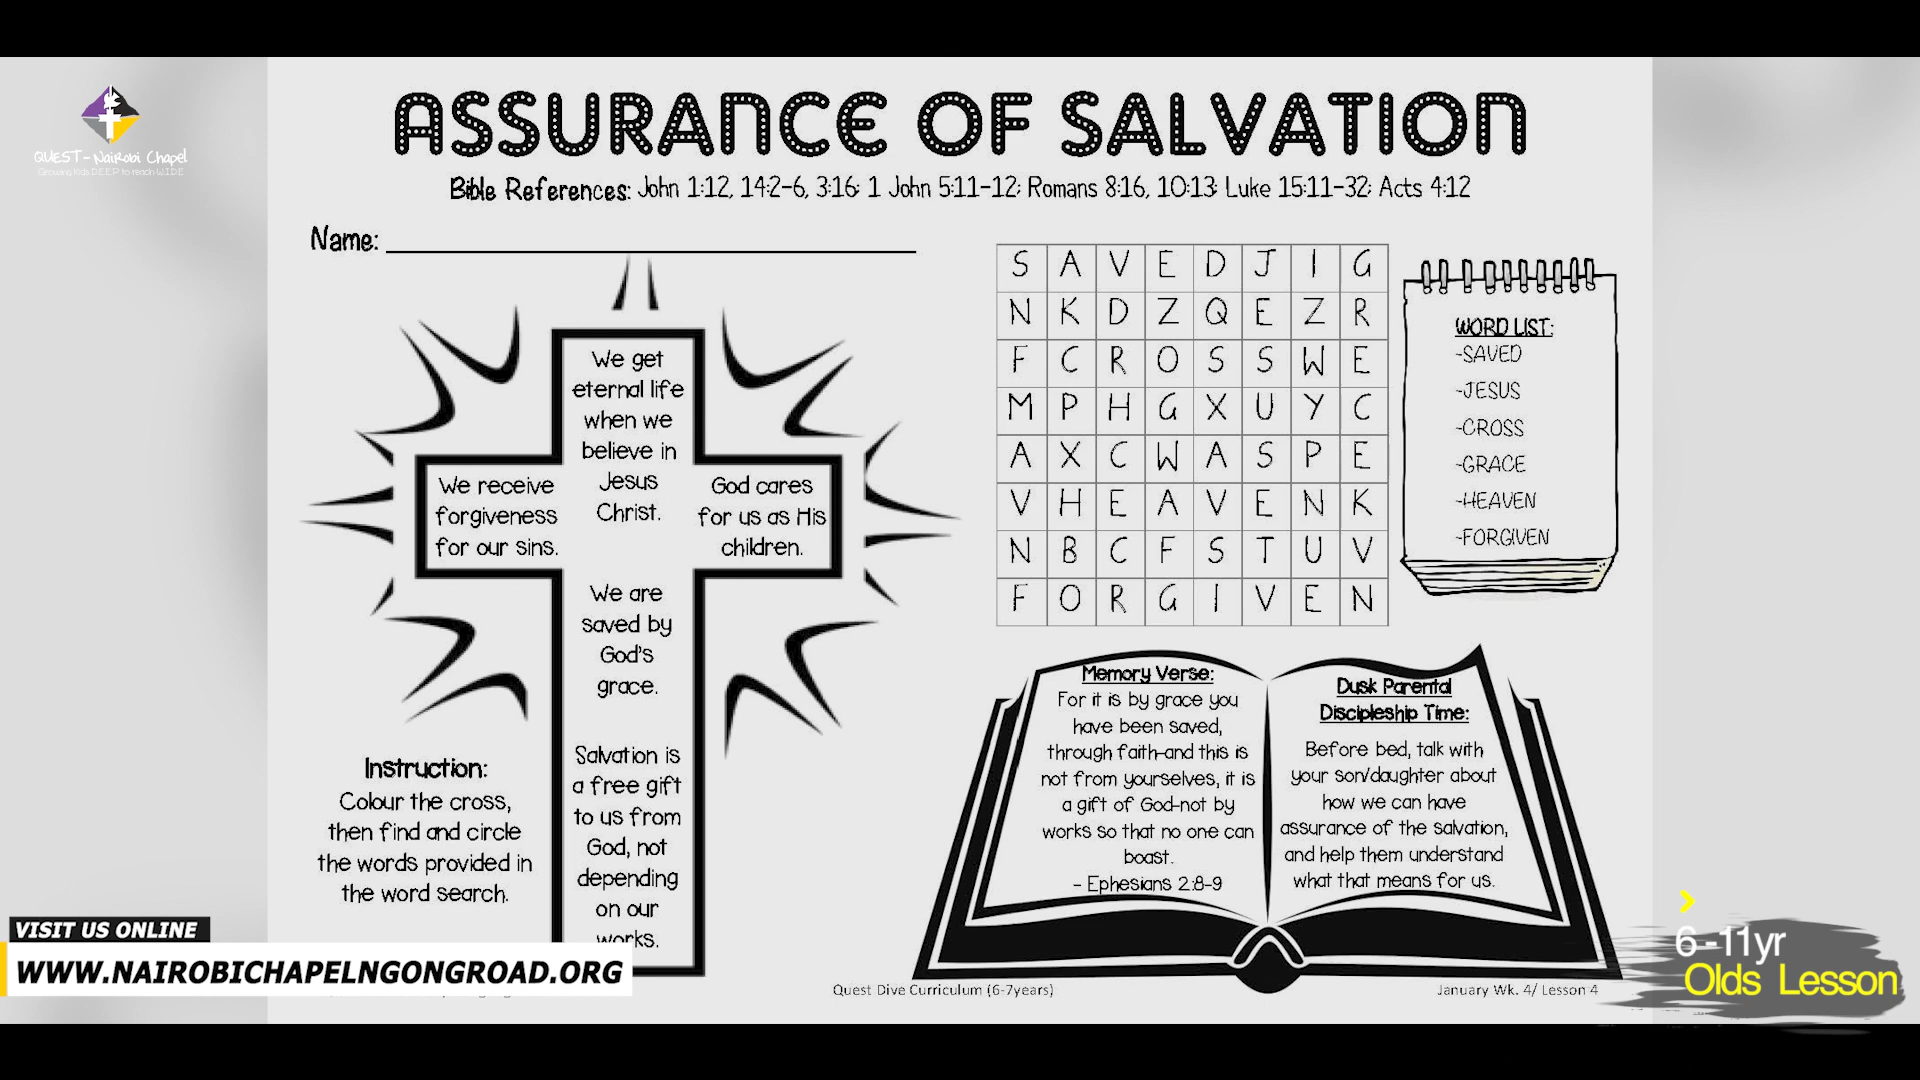 QUEST - Nairobi Chapel
Growing Kids DEEP to reach WIDE
ASSURANCE OF SALVATION
Bible References: John 1:12, 14:2-6, 3:16; 1 John 5:11-12; Romans 8:16, 10:13; Luke 15:11-32; Acts 4:12
Name:
We get
eternal life
when we
believe in
Jesus
Christ.
We receive
forgiveness
for our sins.
God cares
for us as His
children.
We are
saved by
God's
grace.
Salvation is
a free gift
to us from
God, not
depending
on our
works.
Instruction:
Colour the cross,
then find and circle
the words provided in
the word search.
S A V E D J I G
N K D Z Q E Z R
F C R O S S W E
M P H G X U Y C
A X C W A S P E
V H E A V E N K
N B C F S T U V
F O R G I V E N
WORD LIST:
-SAVED
-JESUS
-CROSS
-GRACE
-HEAVEN
-FORGIVEN
Memory Verse:
For it is by grace you
have been saved,
through faith-and this is
not from yourselves, it is
a gift of God-not by
works so that no one can
boast.
- Ephesians 2:8-9
Dusk Parental
Discipleship Time:
Before bed, talk with
your son/daughter about
how we can have
assurance of the salvation,
and help them understand
what that means for us.
Quest Dive Curriculum (6-7years)
January Wk. 4/ Lesson 4
VISIT US ONLINE
WWW.NAIROBICHAPELNGONGROAD.ORG
6-11yr
Olds Lesson